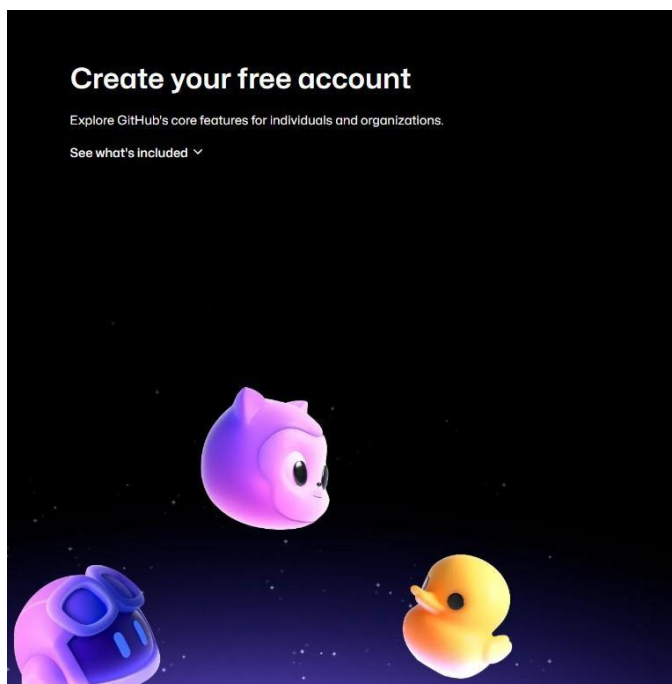 Create your free account
Explore GitHub's core features for individuals and organizations.
See what's included